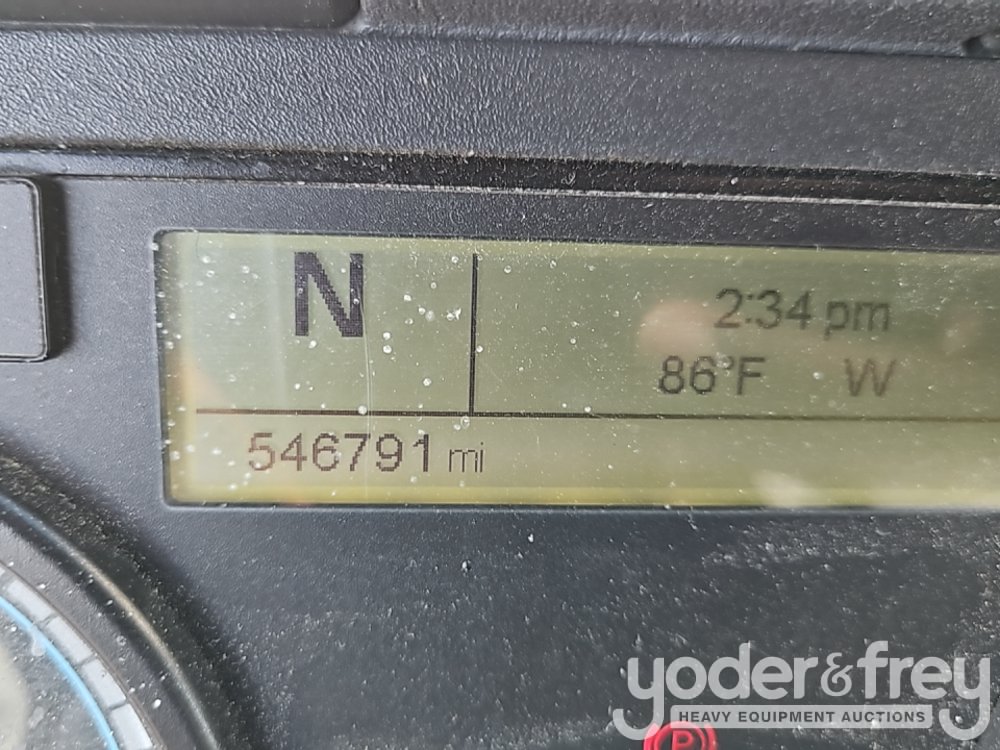 N
2:34 pm
86°F W
546791 mi
yoder&frey
HEAVY EQUIPMENT AUCTIONS
P